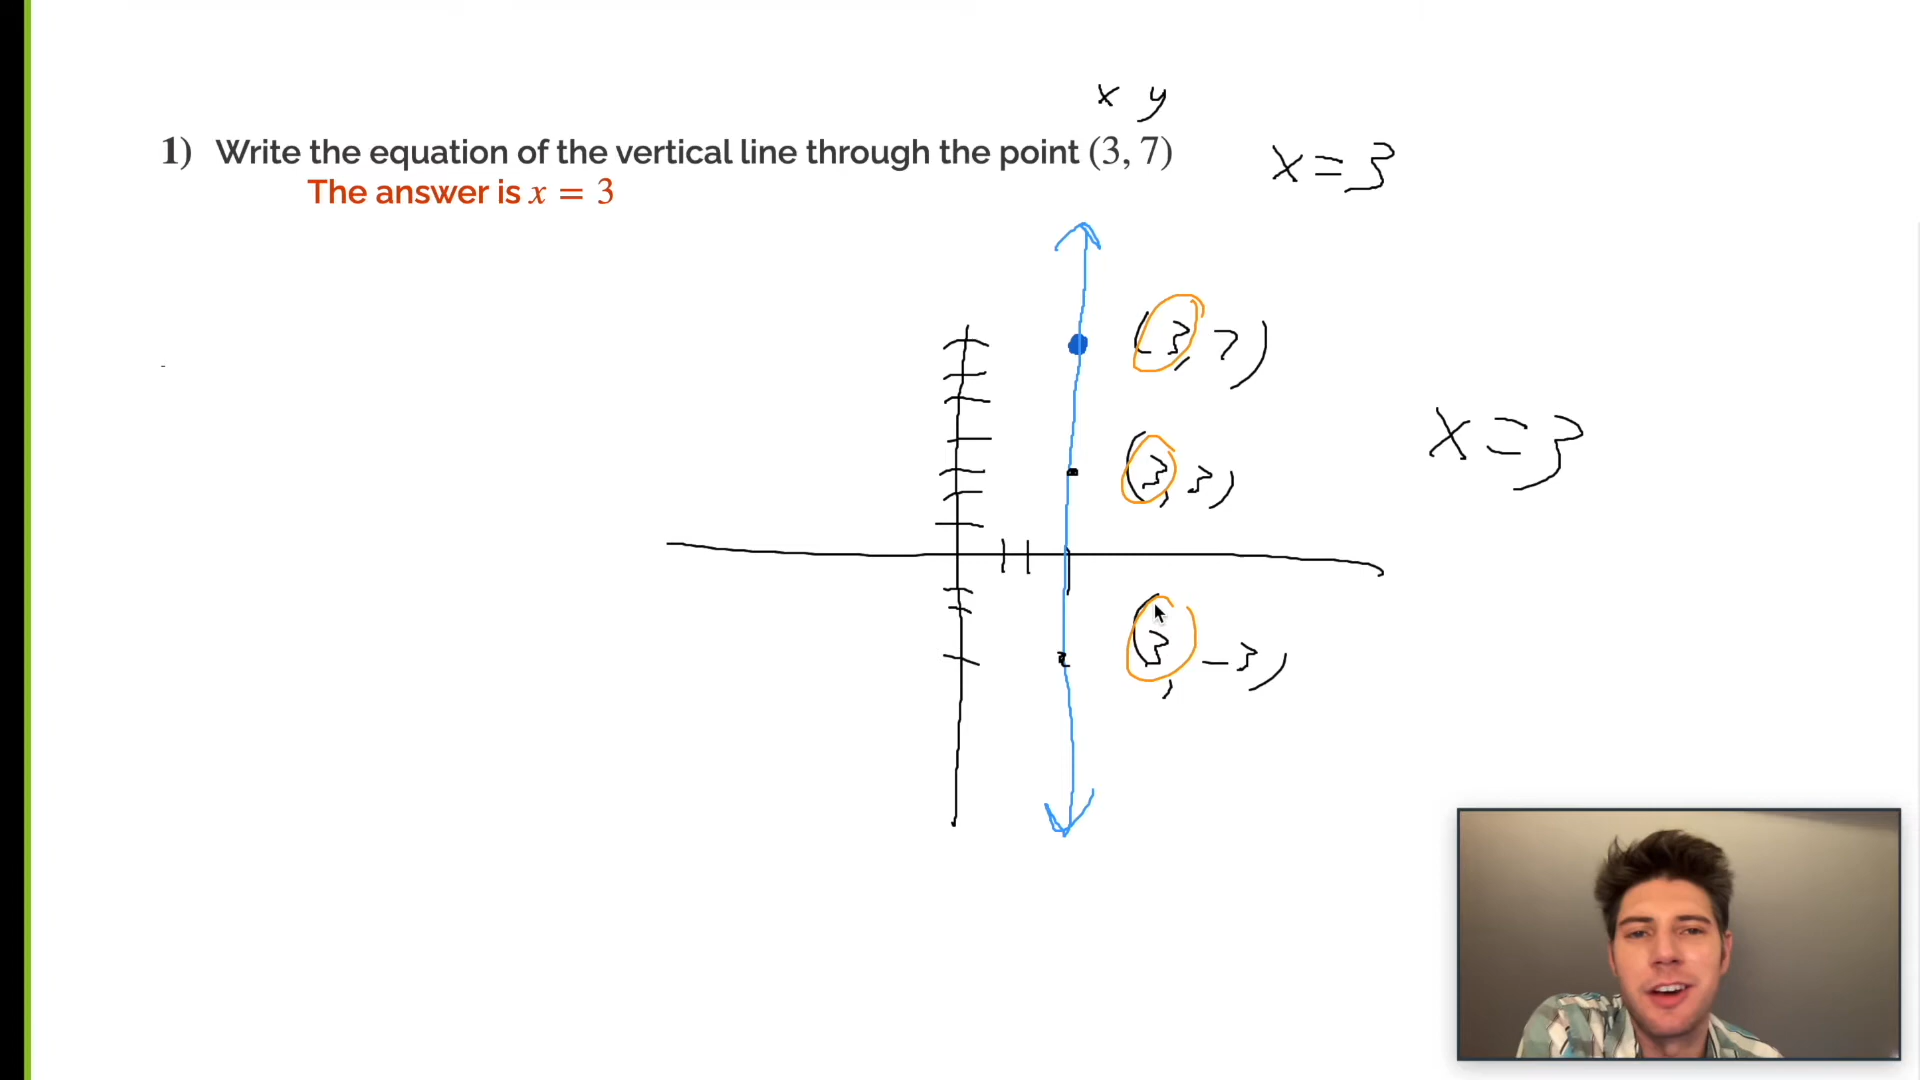 x y
1) Write the equation of the vertical line through the point (3, 7)
x = 3
The answer is x = 3
(3, 7)
(3, 3)
x = 3
(3, -3)